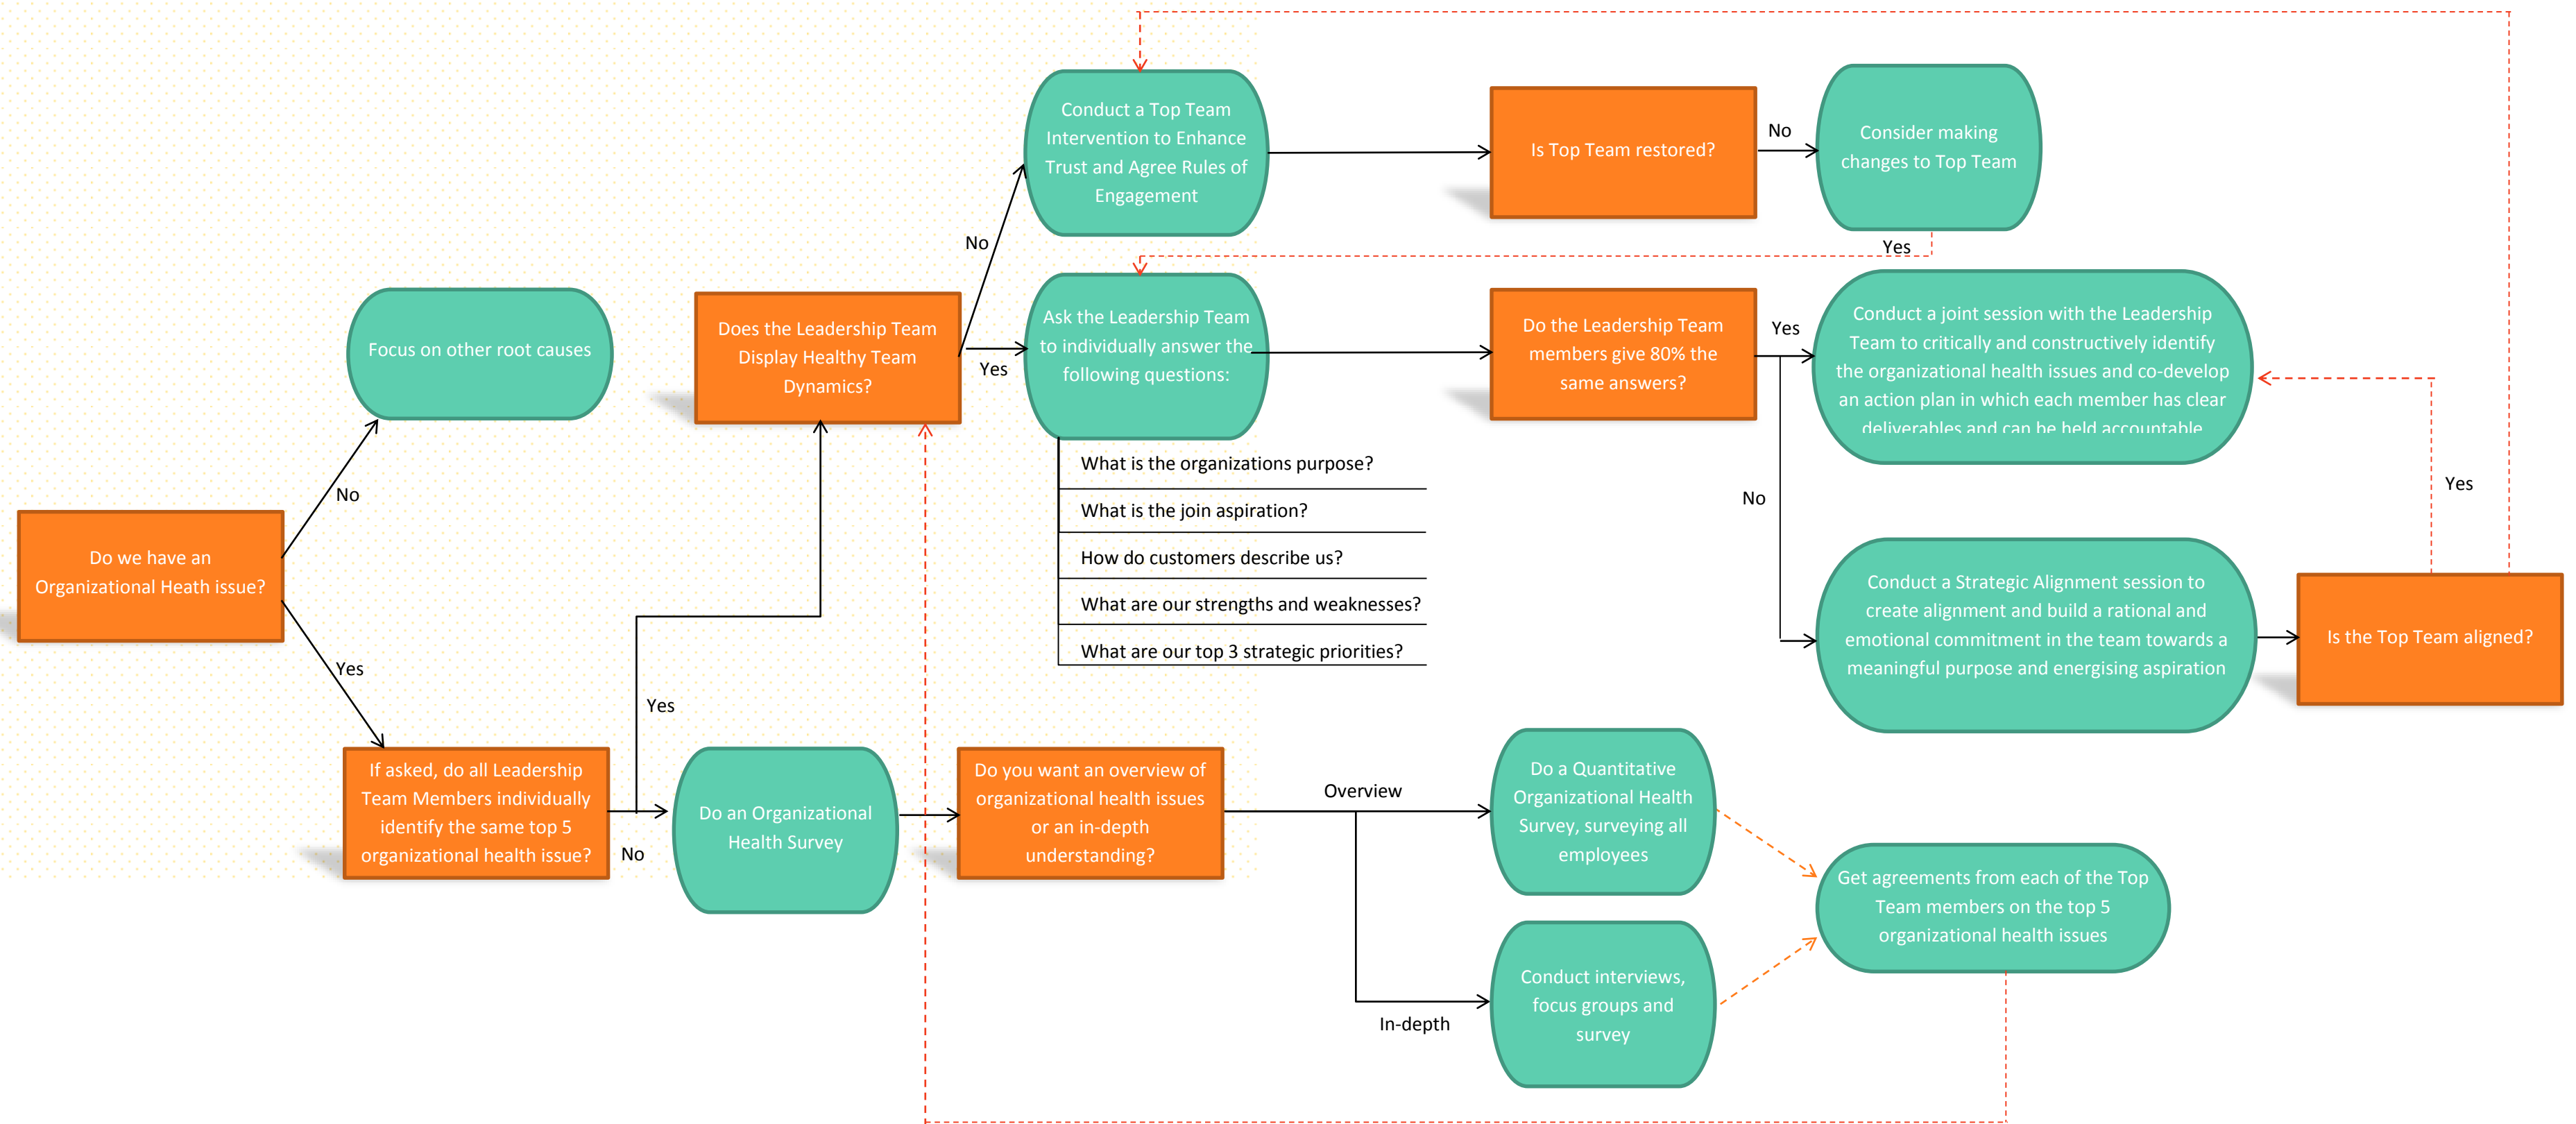 Conduct a Top Team
Intervention to Enhance
Trust and Agree Rules of
Engagement
Is Top Team restored?
No
Consider making
changes to Top Team
No
Yes
Focus on other root causes
Does the Leadership Team
Display Healthy Team
Dynamics?
Yes
Ask the Leadership Team
to individually answer the
following questions:
Do the Leadership Team
members give 80% the
same answers?
Yes
Conduct a joint session with the Leadership
Team to critically and constructively identify
the organizational health issues and co-develop
an action plan in which each member has clear
deliverables and can be held accountable
What is the organizations purpose?
What is the join aspiration?
How do customers describe us?
What are our strengths and weaknesses?
What are our top 3 strategic priorities?
No
Yes
No
Do we have an
Organizational Heath issue?
Yes
Conduct a Strategic Alignment session to
create alignment and build a rational and
emotional commitment in the team towards a
meaningful purpose and energising aspiration
Is the Top Team aligned?
Yes
If asked, do all Leadership
Team Members individually
identify the same top 5
organizational health issue?
No
Do an Organizational
Health Survey
Do you want an overview of
organizational health issues
or an in-depth
understanding?
Overview
Do a Quantitative
Organizational Health
Survey, surveying all
employees
Get agreements from each of the Top
Team members on the top 5
organizational health issues
In-depth
Conduct interviews,
focus groups and
survey